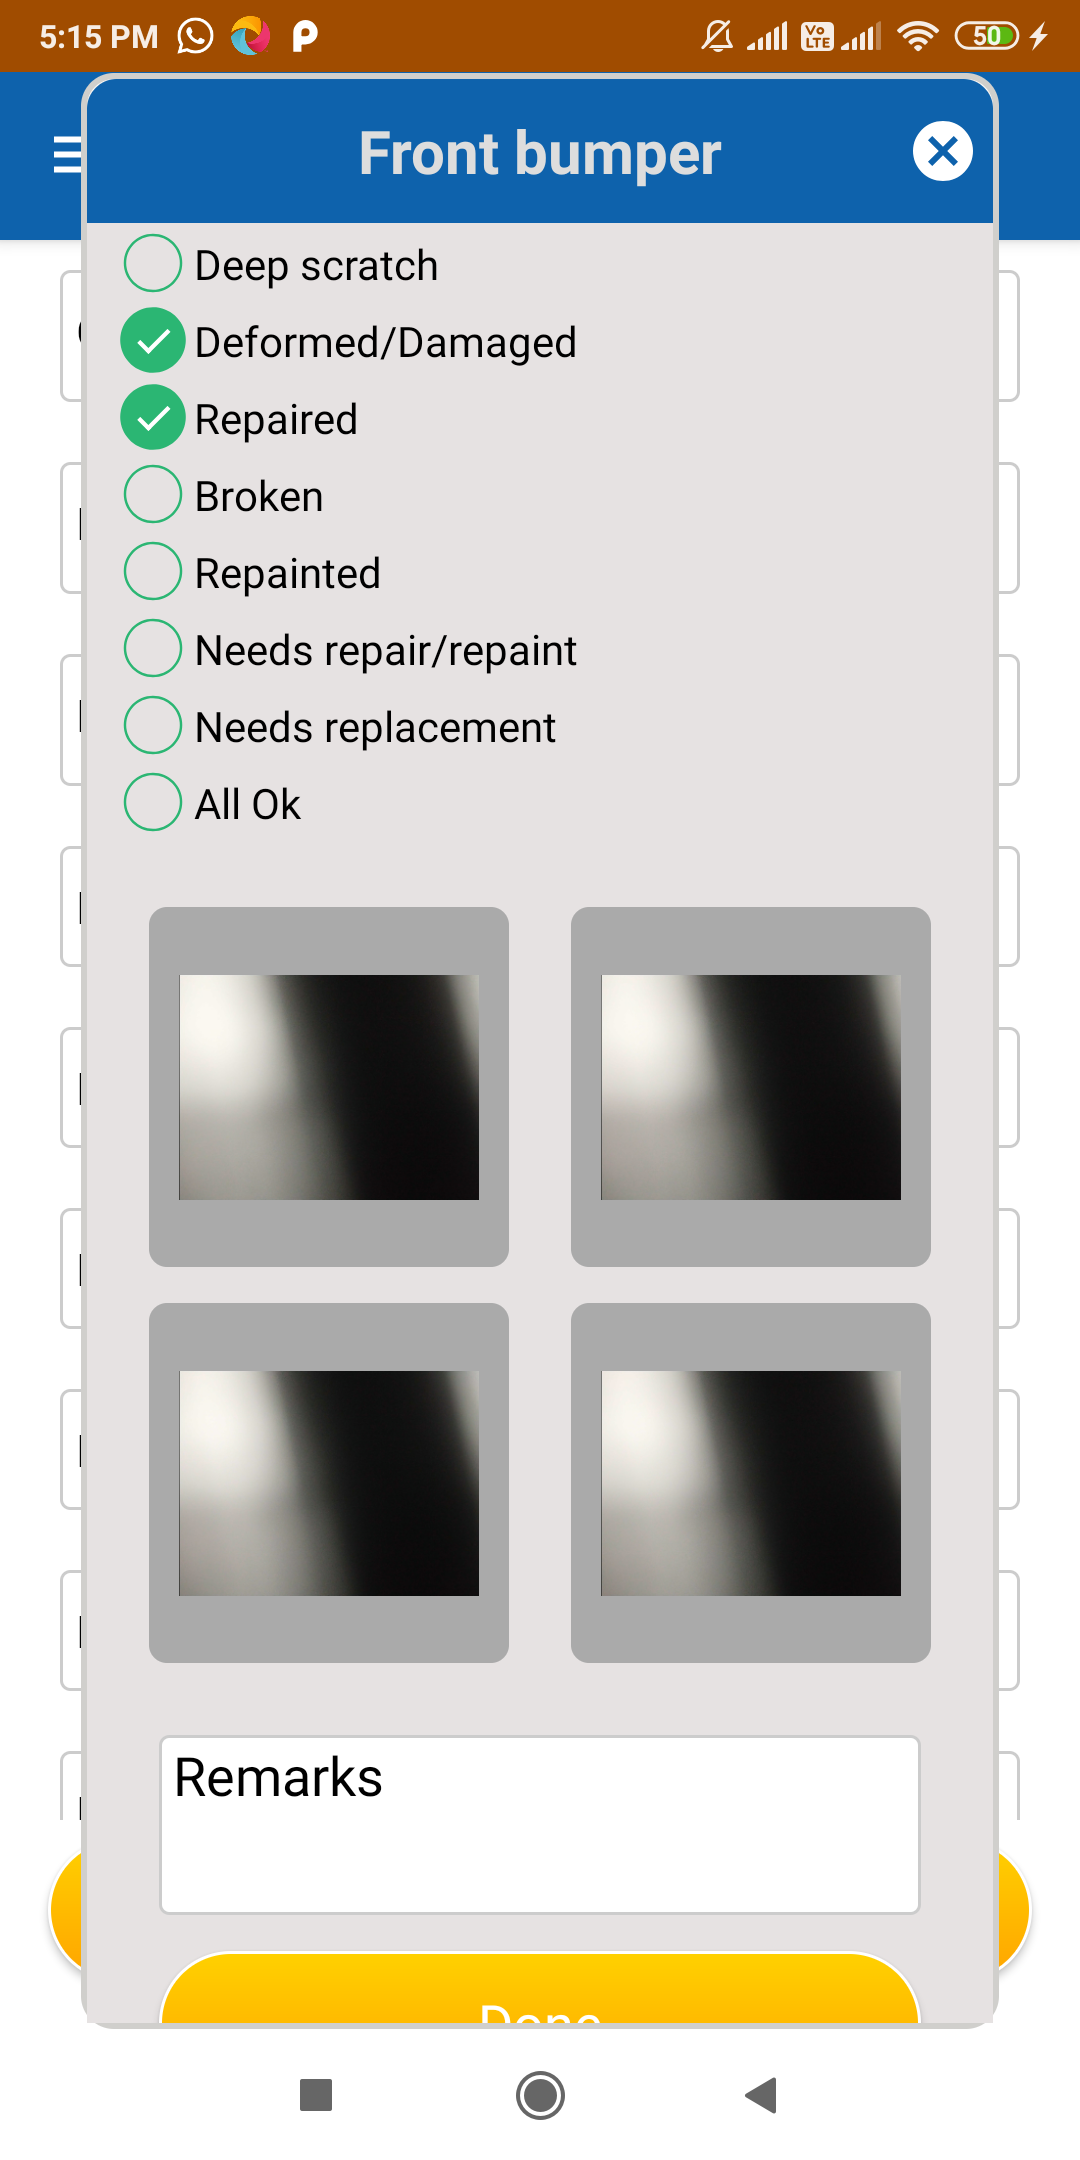 5:15 PM
Vo LTE
50
Front bumper
Deep scratch
Deformed/Damaged
Repaired
Broken
Repainted
Needs repair/repaint
Needs replacement
All Ok
Remarks
Done